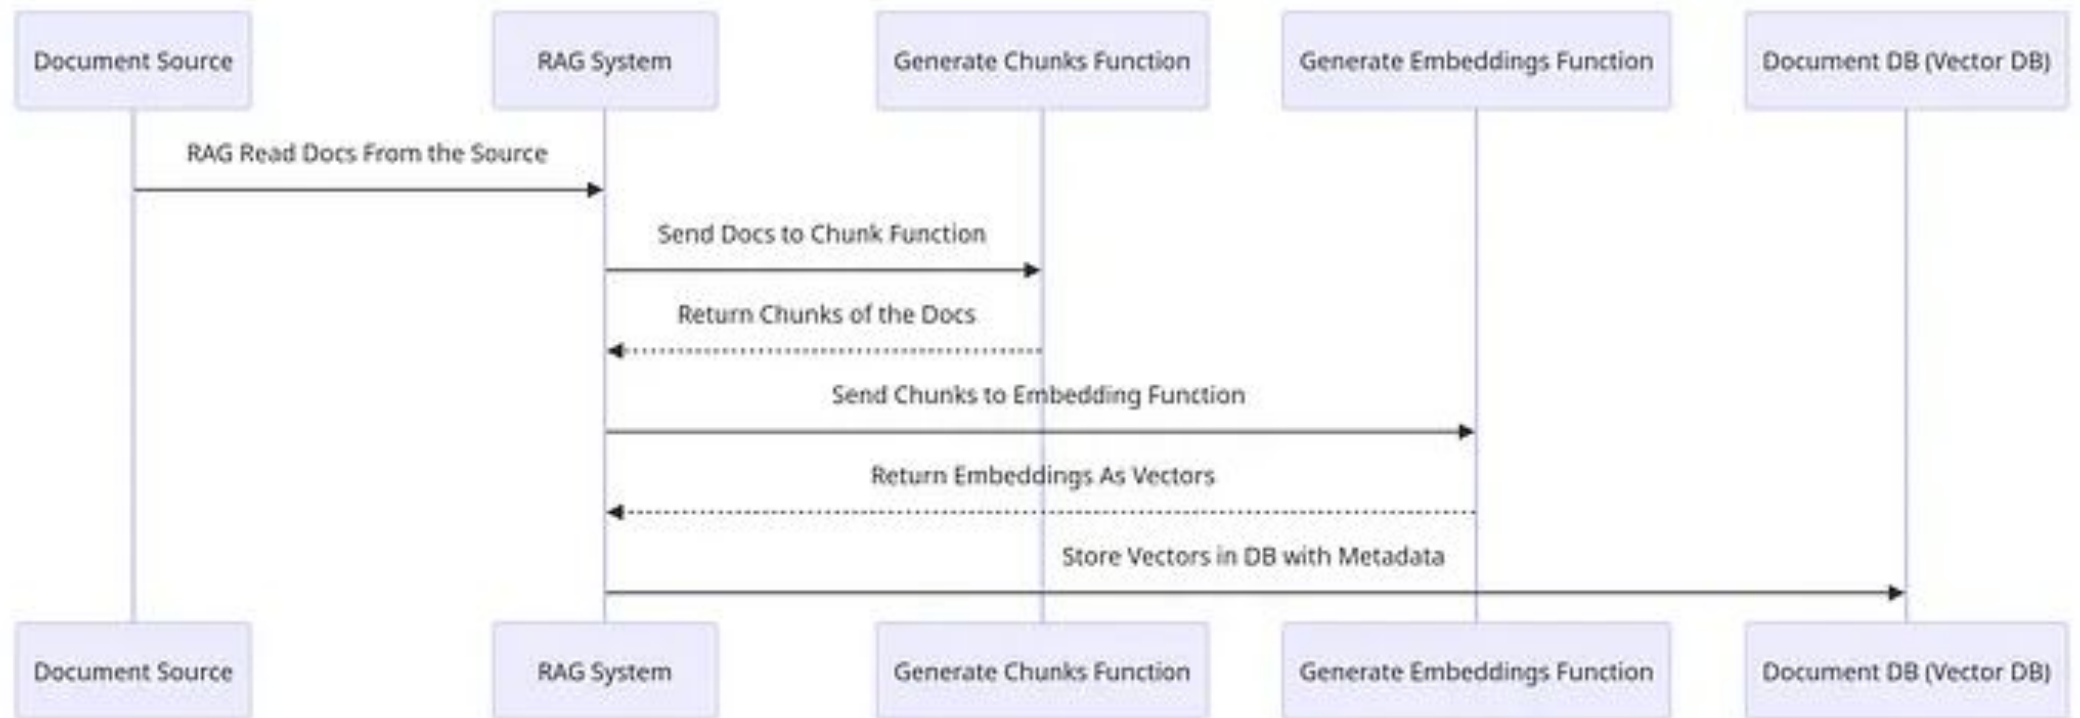 Document Source
RAG System
Generate Chunks Function
Generate Embeddings Function
Document DB (Vector DB)
RAG Read Docs From the Source
Send Docs to Chunk Function
Return Chunks of the Docs
Send Chunks to Embedding Function
Return Embeddings As Vectors
Store Vectors in DB with Metadata
Document Source
RAG System
Generate Chunks Function
Generate Embeddings Function
Document DB (Vector DB)